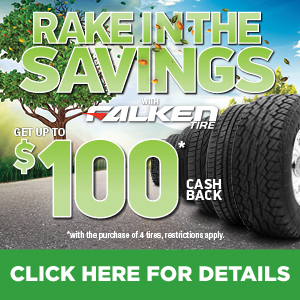 RAKE IN THE
SAVINGS
WITH
FALKEN
TIRE
GET UP TO
$100*
CASH
BACK
*with the purchase of 4 tires, restrictions apply.
CLICK HERE FOR DETAILS